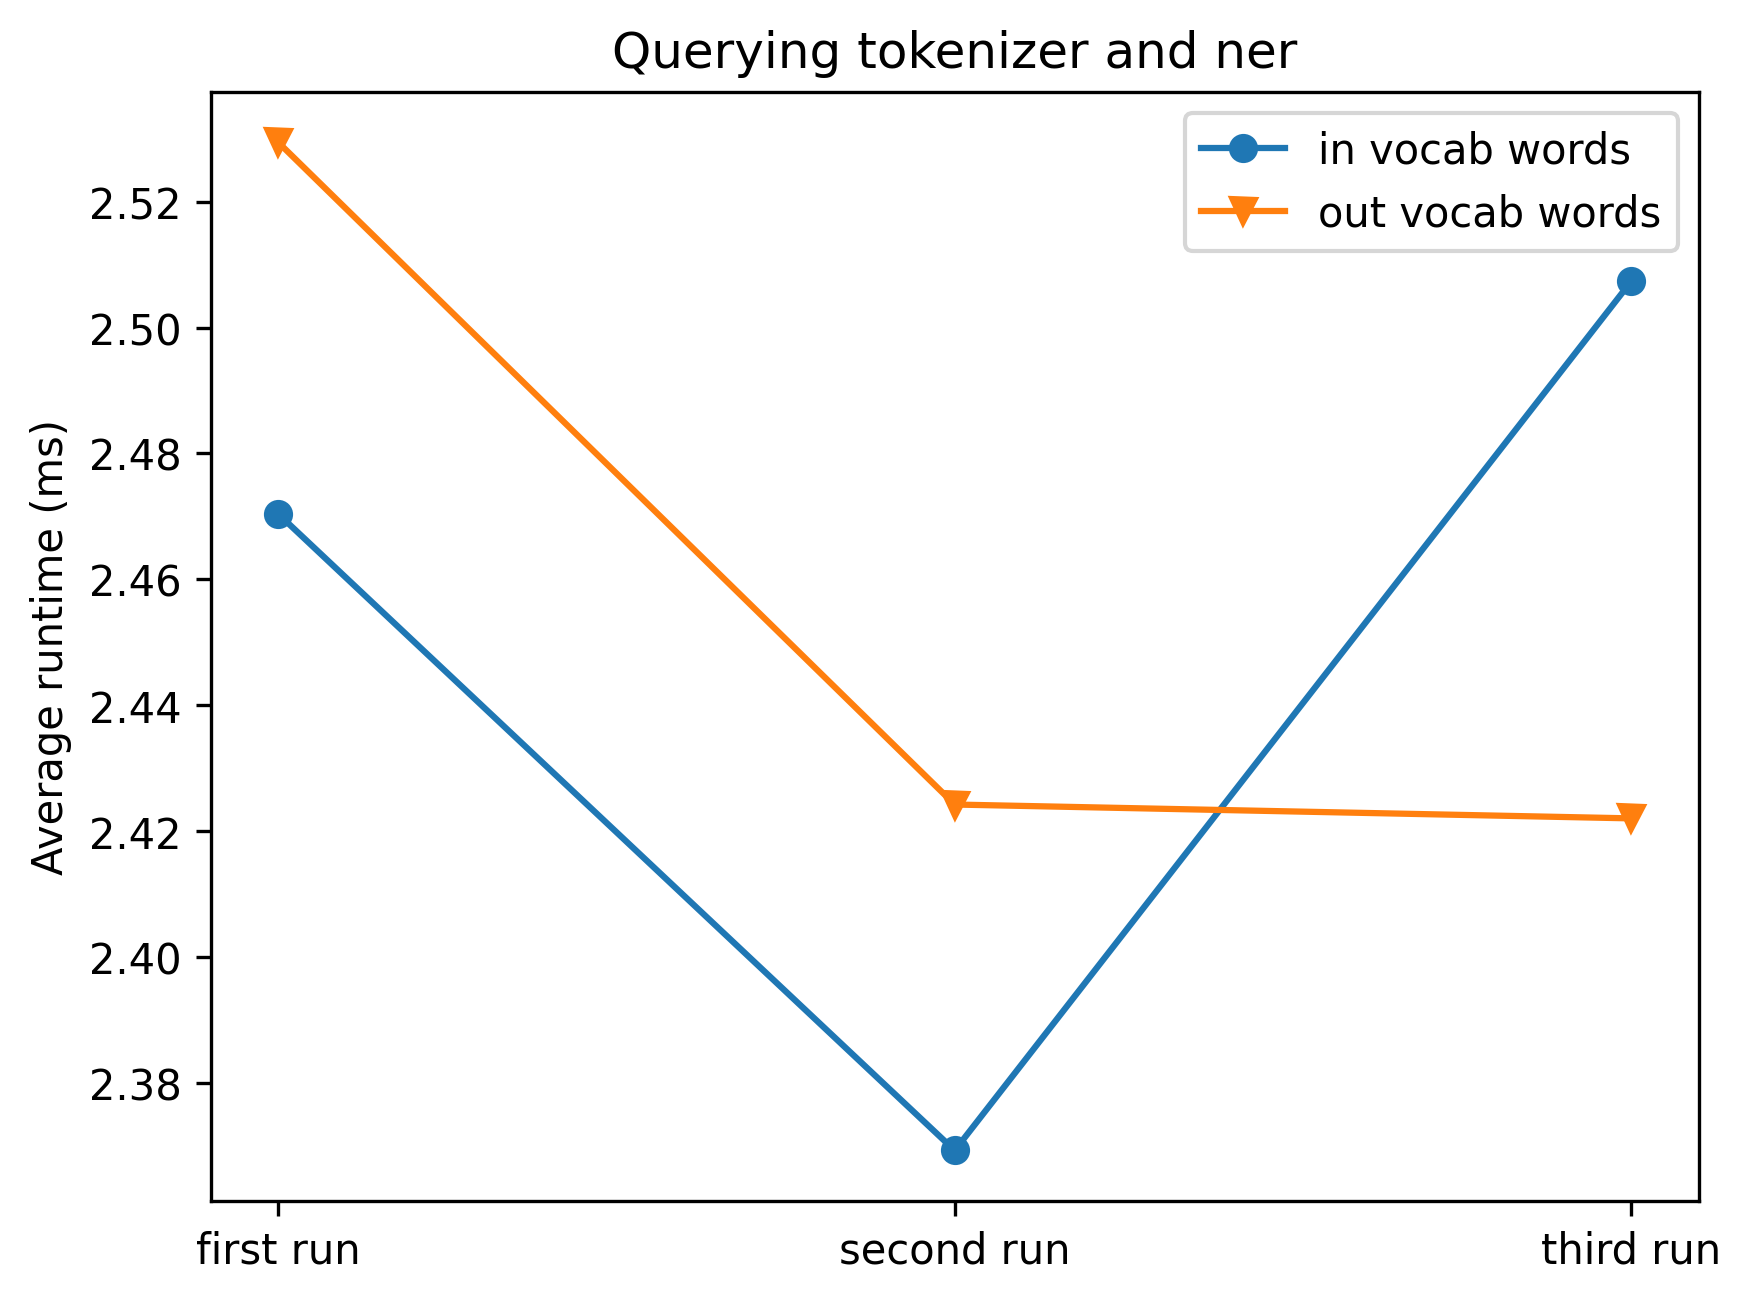 Querying tokenizer and ner
in vocab words
out vocab words
Average runtime (ms)
2.52
2.50
2.48
2.46
2.44
2.42
2.40
2.38
first run
second run
third run